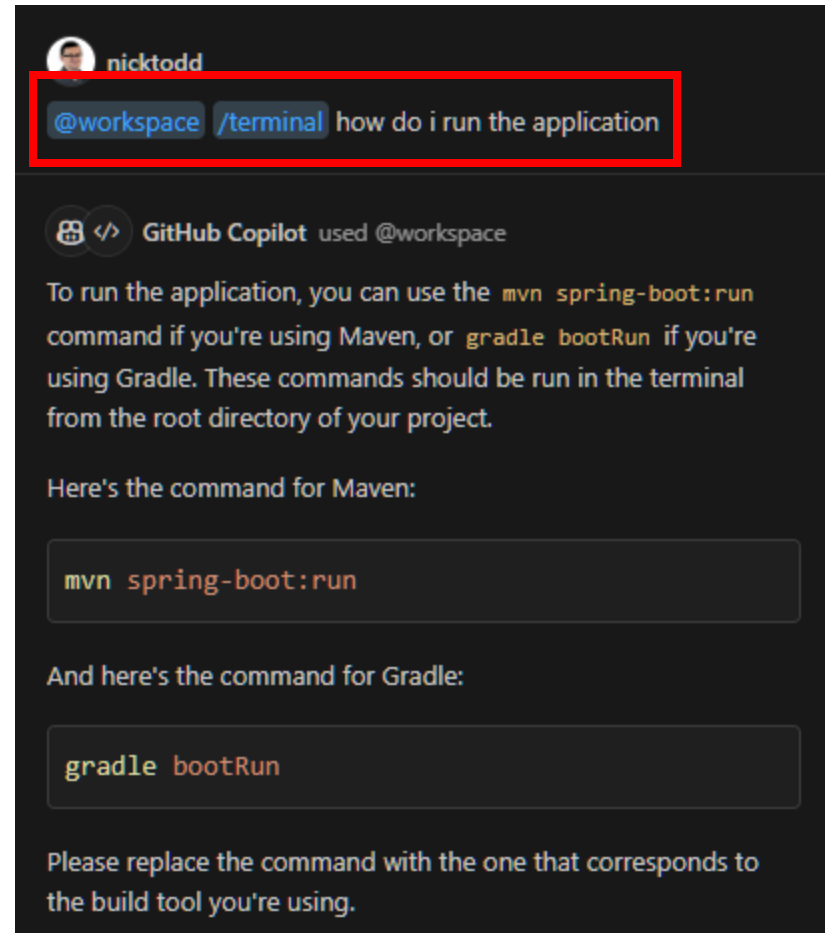 nicktodd
@workspace /terminal how do i run the application
GitHub Copilot used @workspace
To run the application, you can use the mvn spring-boot:run
command if you're using Maven, or gradle bootRun if you're
using Gradle. These commands should be run in the terminal
from the root directory of your project.
Here's the command for Maven:
mvn spring-boot:run
And here's the command for Gradle:
gradle bootRun
Please replace the command with the one that corresponds to
the build tool you're using.